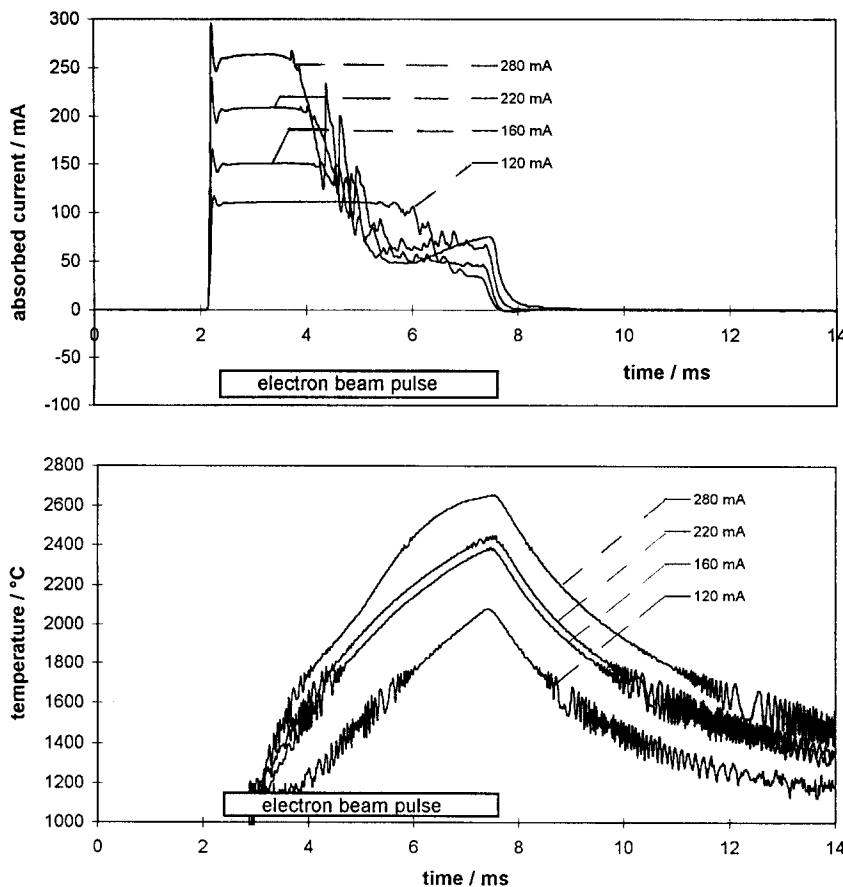 absorbed current / mA
300
250
200
150
100
50
0
-50
-100
280 mA
220 mA
160 mA
120 mA
0
2
4
6
8
10
12
14
time / ms
electron beam pulse
temperature / °C
2800
2600
2400
2200
2000
1800
1600
1400
1200
1000
280 mA
220 mA
160 mA
120 mA
electron beam pulse
0
2
4
6
8
10
12
14
time / ms